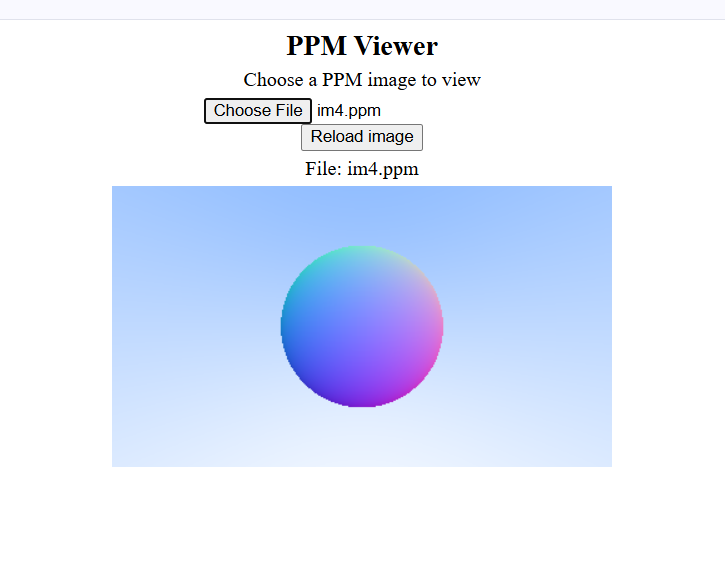 PPM Viewer
Choose a PPM image to view
Choose File im4.ppm
Reload image
File: im4.ppm